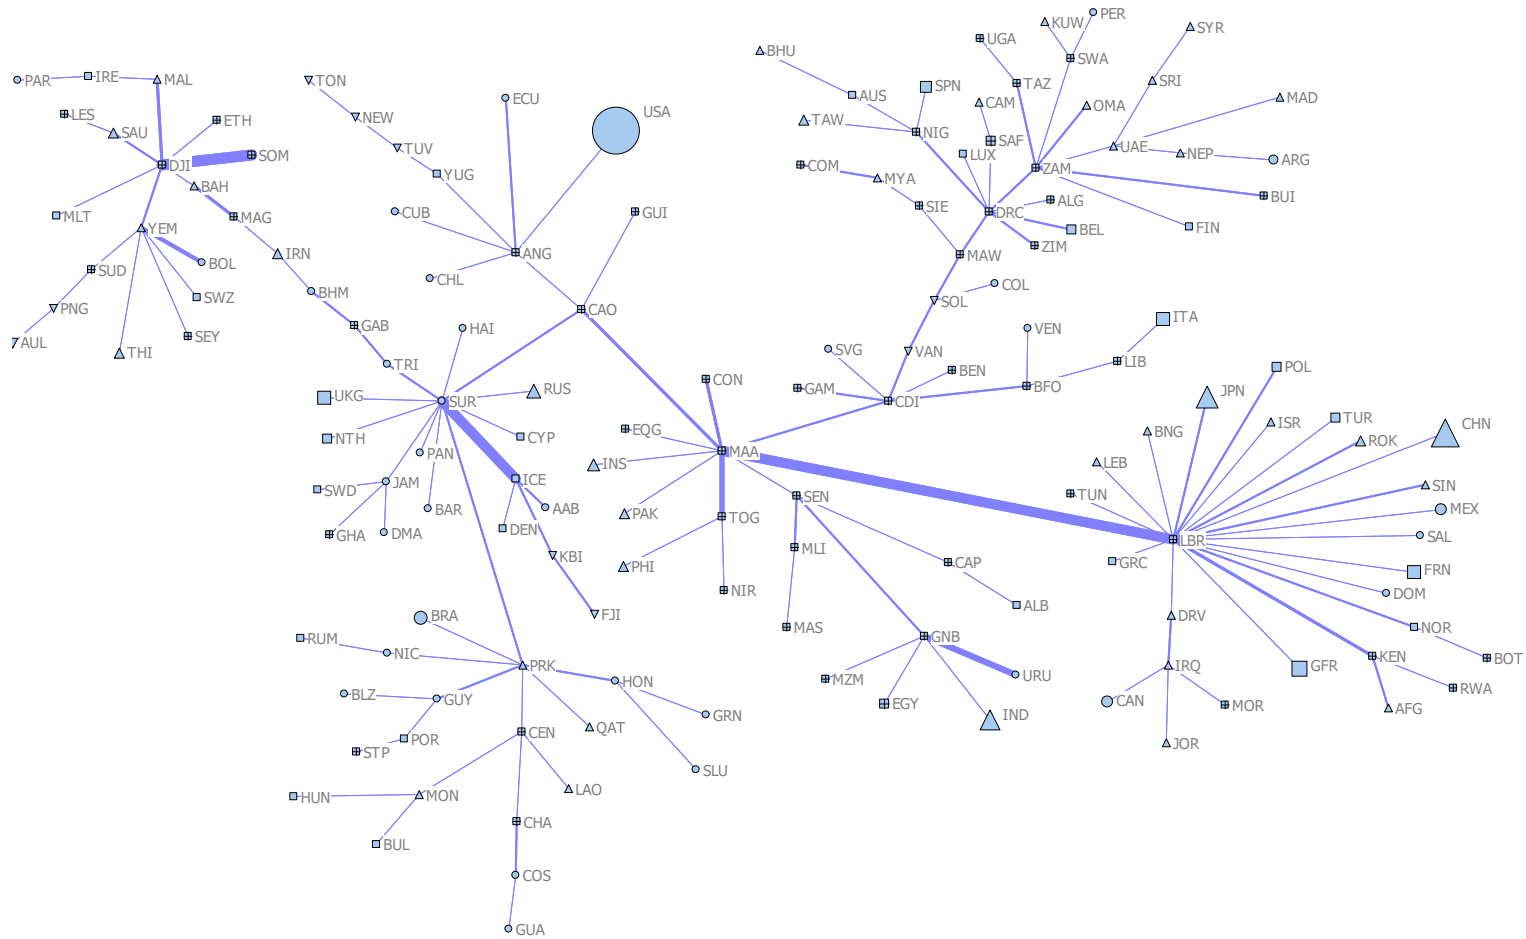 PER
KUW
SYR
UGA
BHU
SWA
PAR
IRE
MAL
TON
SPN
TAZ
SRI
ECU
AUS
MAD
USA
CAM
OMA
LES
NEW
ETH
TAW
SAU
NIG
SAF
TUV
UAE
NEP
SOM
LUX
ARG
DJI
COM
ZAM
YUG
MYA
BAH
BUI
ALG
SIE
CUB
GUI
DRC
MLT
MAG
YEM
BEL
FIN
ZIM
ANG
IRN
MAW
BOL
SUD
CHL
COL
BHM
SWZ
SOL
PNG
CAO
ITA
GAB
HAI
VEN
SEY
AUL
SVG
VAN
THI
LIB
TRI
POL
BEN
CON
BFO
GAM
RUS
JPN
UKG
SUR
CDI
TUR
ISR
CHN
EQG
BNG
CYP
NTH
ROK
MAA
PAN
INS
LEB
ICE
JAM
SIN
SWD
TUN
SEN
AAB
BAR
MEX
PAK
TOG
DEN
GHA
DMA
SAL
LBR
MLI
KBI
GRC
CAP
PHI
FRN
NIR
DOM
ALB
FJI
BRA
DRV
MAS
NOR
RUM
GNB
NIC
KEN
BOT
PRK
IRQ
GFR
URU
MZM
HON
RWA
BLZ
GUY
CAN
EGY
MOR
AFG
GRN
IND
QAT
CEN
POR
JOR
STP
SLU
LAO
MON
HUN
CHA
BUL
COS
GUA